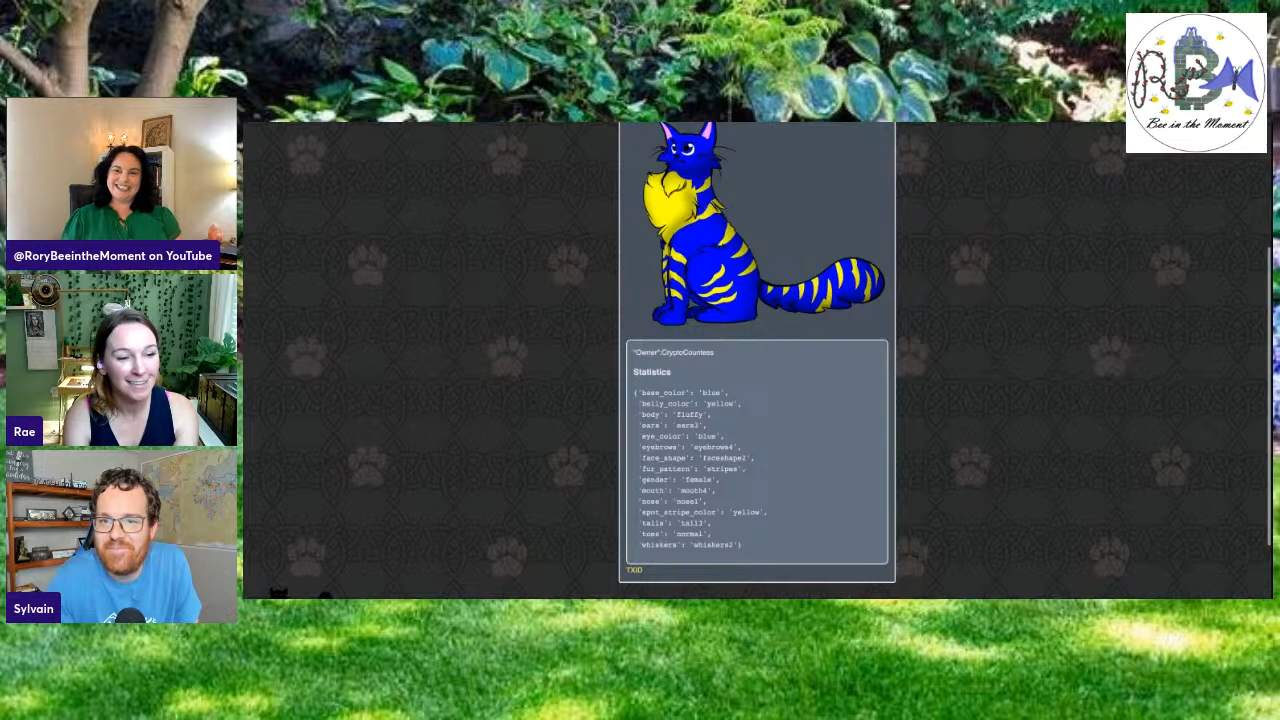 Bee in the Moment
@RoryBeeintheMoment on YouTube
Rae
Sylvain
"Owner":CryptoCountess
Statistics
{'base_color': 'blue',
'belly_color': 'yellow',
'body': 'fluffy',
'ears': 'ears3',
'eye_color': 'blue',
'eyebrows': 'eyebrows4',
'face_shape': 'faceshape2',
'fur_pattern': 'stripes',
'gender': 'female',
'mouth': 'mouth4',
'nose': 'nose1',
'spot_stripe_color': 'yellow',
'tails': 'tail3',
'toes': 'normal',
'whiskers': 'whiskers2'}
TXID